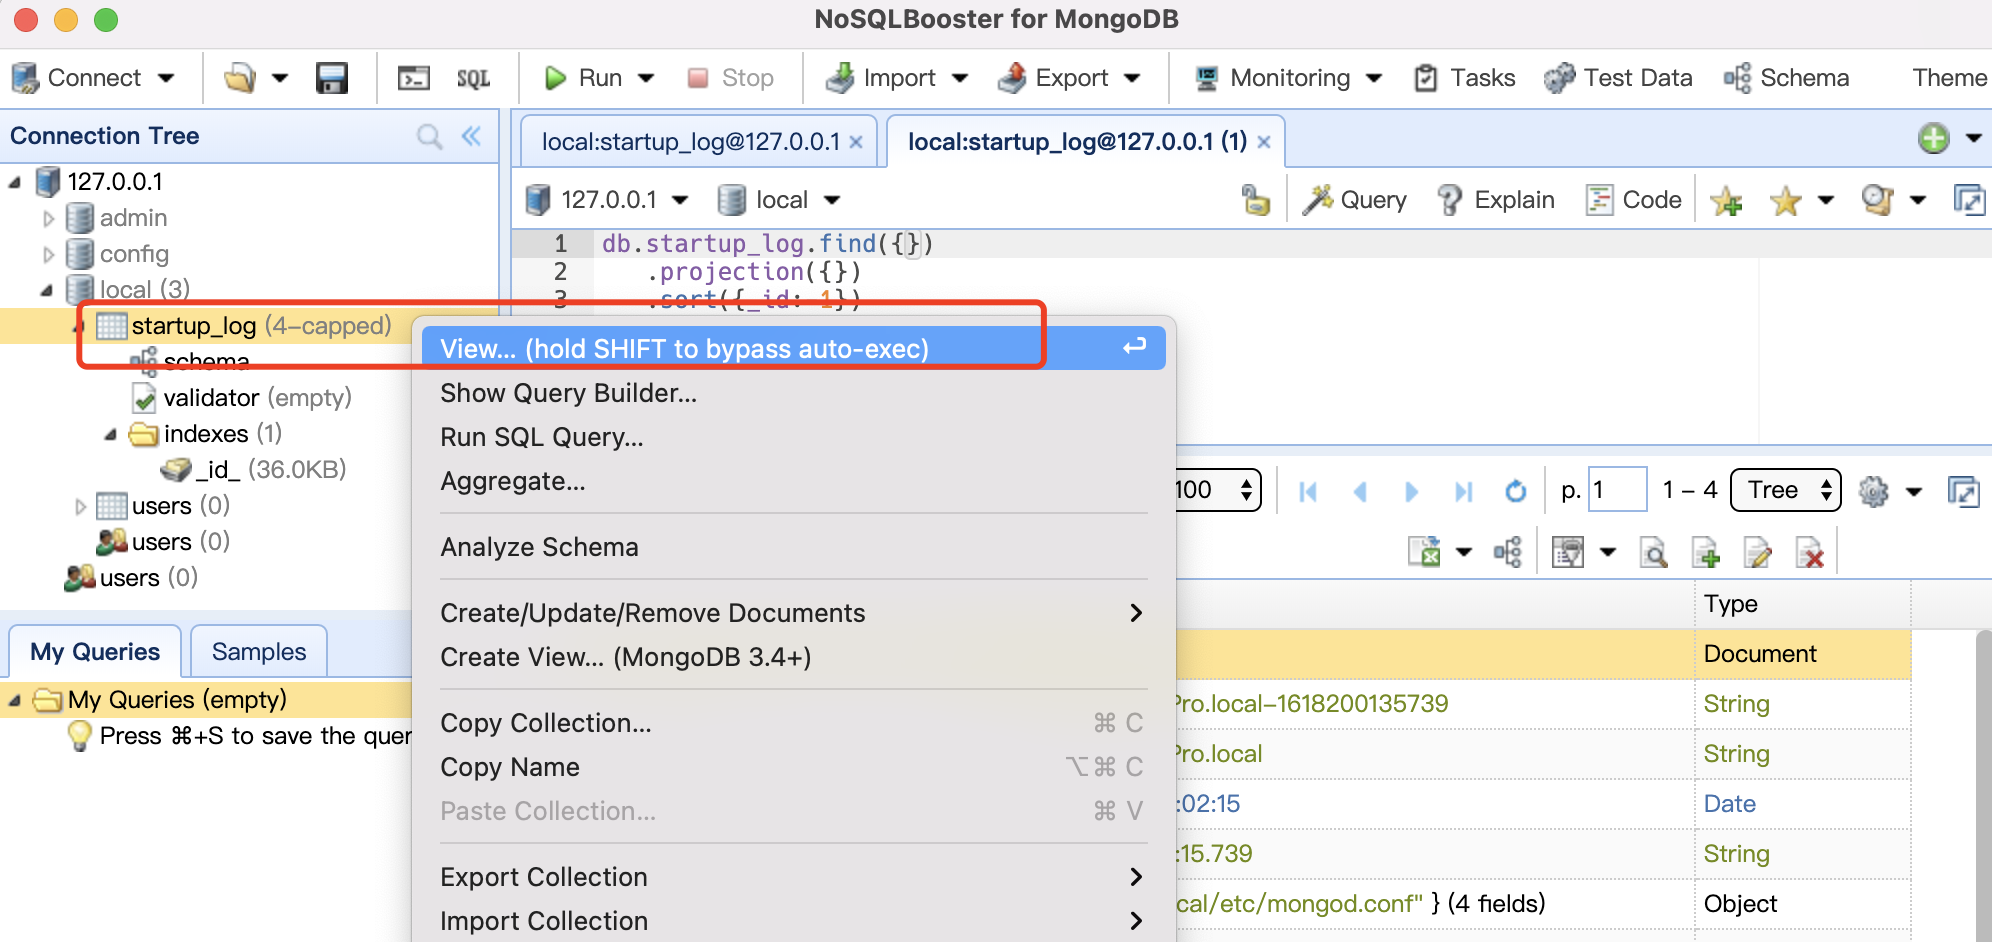 NoSQLBooster for MongoDB
Connect SQL Run Stop Import Export Monitoring Tasks Test Data Schema Theme
Connection Tree
127.0.0.1
admin
config
local (3)
startup_log (4-capped)
schema
validator (empty)
indexes (1)
_id_ (36.0KB)
users (0)
users (0)
users (0)
My Queries Samples
My Queries (empty)
Press ⌘+S to save the quer
local:startup_log@127.0.0.1 × local:startup_log@127.0.0.1 (1) ×
127.0.0.1 local Query Explain Code
1 db.startup_log.find({})
2 .projection({})
3 .sort({_id: 1})
View... (hold SHIFT to bypass auto-exec)
Show Query Builder...
Run SQL Query...
Aggregate...
Analyze Schema
Create/Update/Remove Documents
Create View... (MongoDB 3.4+)
Copy Collection... ⌘ C
Copy Name ⌥⌘ C
Paste Collection... ⌘ V
Export Collection
Import Collection
100 p. 1 1 – 4 Tree
Type
Document
Pro.local-1618200135739 String
Pro.local String
:02:15 Date
:15.739 String
cal/etc/mongod.conf" } (4 fields) Object